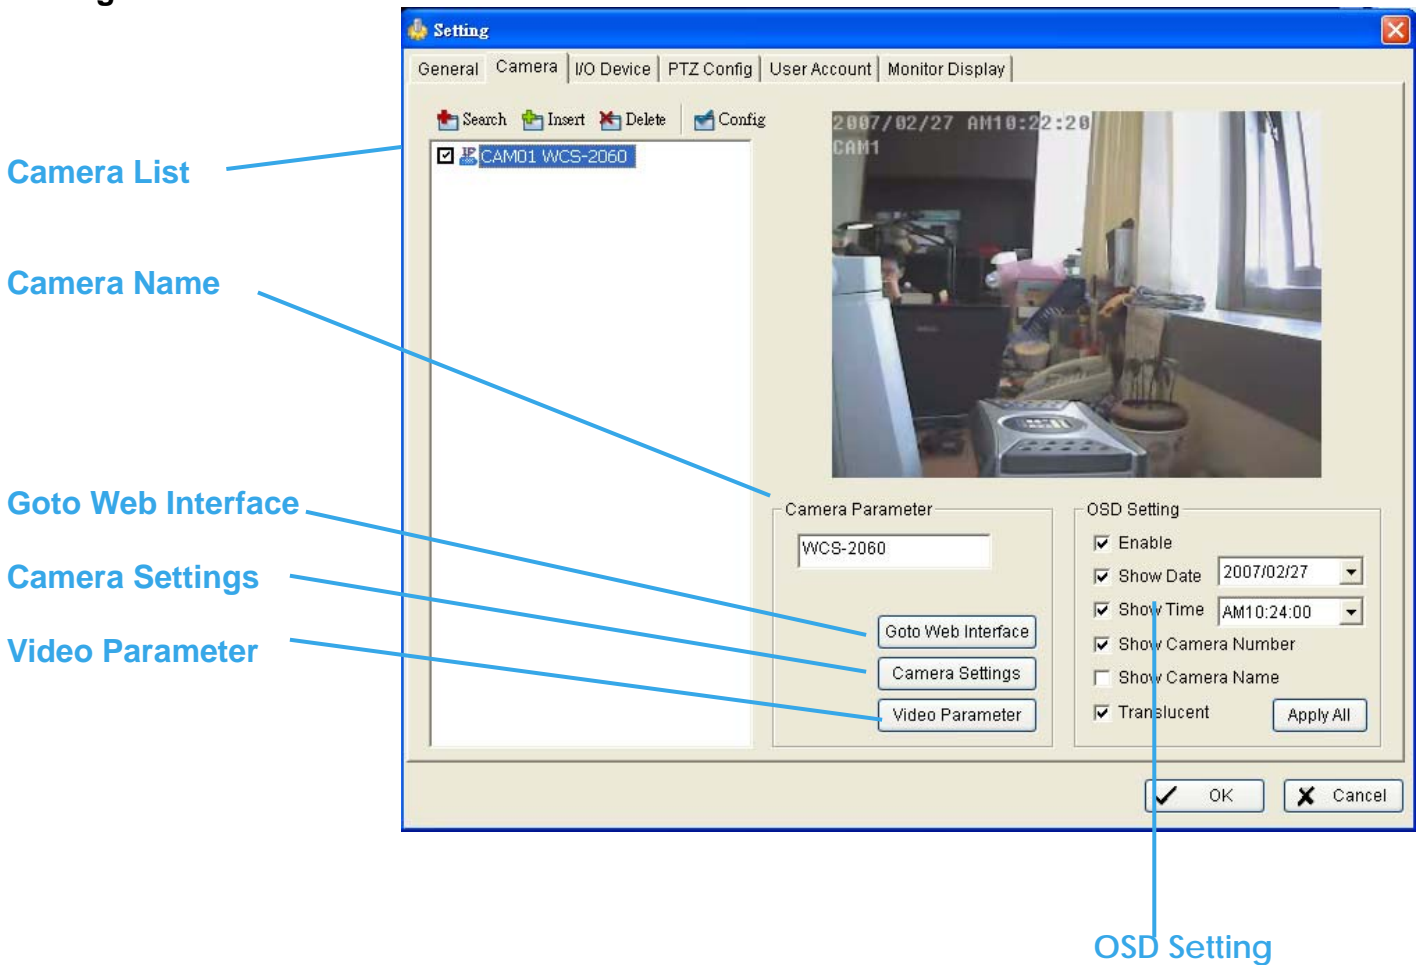 Setting
General Camera I/O Device PTZ Config User Account Monitor Display
Search Insert Delete Config
2007/02/27 AM10:22:20
CAM1
CAM01 WCS-2060
Camera List
Camera Name
Goto Web Interface
Camera Settings
Video Parameter
Camera Parameter
WCS-2060
Goto Web Interface
Camera Settings
Video Parameter
OSD Setting
Enable
Show Date 2007/02/27
Show Time AM10:24:00
Show Camera Number
Show Camera Name
Translucent Apply All
OK Cancel
OSD Setting